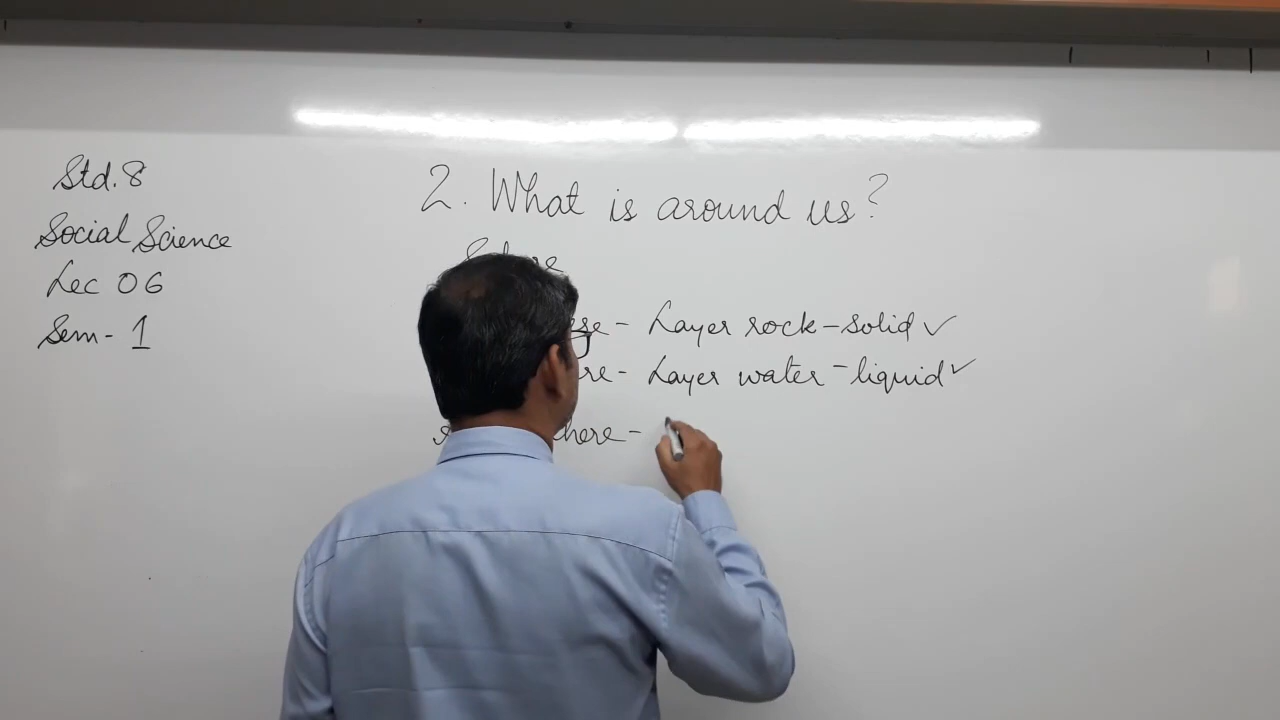 Std. 8
Social Science
Lec 06
Sem - 1
2. What is around us?
- Layer rock - solid ✓
- Layer water - liquid ✓
-